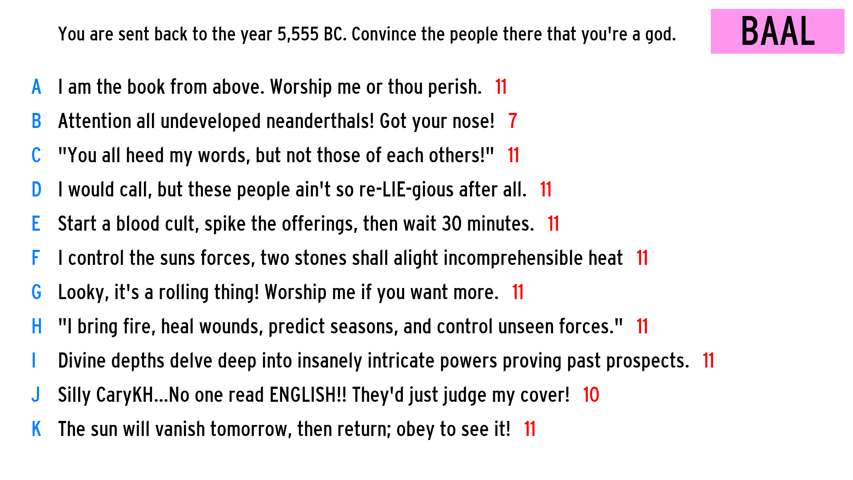 You are sent back to the year 5,555 BC. Convince the people there that you're a god.
BAAL
A I am the book from above. Worship me or thou perish. 11
B Attention all undeveloped neanderthals! Got your nose! 7
C "You all heed my words, but not those of each others!" 11
D I would call, but these people ain't so re-LIE-gious after all. 11
E Start a blood cult, spike the offerings, then wait 30 minutes. 11
F I control the suns forces, two stones shall alight incomprehensible heat 11
G Looky, it's a rolling thing! Worship me if you want more. 11
H "I bring fire, heal wounds, predict seasons, and control unseen forces." 11
I Divine depths delve deep into insanely intricate powers proving past prospects. 11
J Silly CaryKH...No one read ENGLISH!! They'd just judge my cover! 10
K The sun will vanish tomorrow, then return; obey to see it! 11